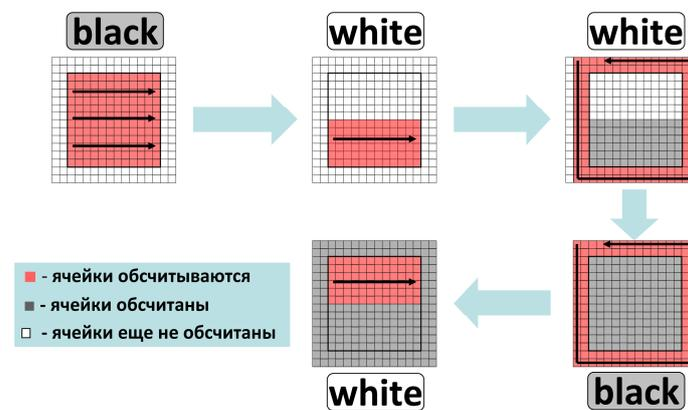 black
white
white
- ячейки обсчитываются
- ячейки обсчитаны
- ячейки еще не обсчитаны
white
black